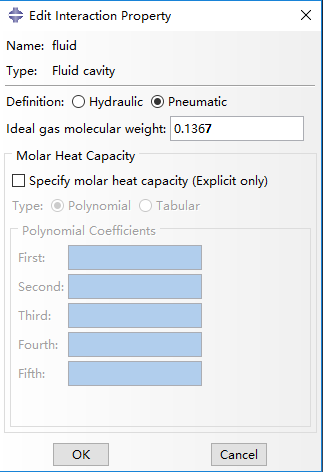 Edit Interaction Property
Name: fluid
Type: Fluid cavity
Definition: Hydraulic Pneumatic
Ideal gas molecular weight: 0.1367
Molar Heat Capacity
Specify molar heat capacity (Explicit only)
Type: Polynomial Tabular
Polynomial Coefficients
First:
Second:
Third:
Fourth:
Fifth:
OK Cancel